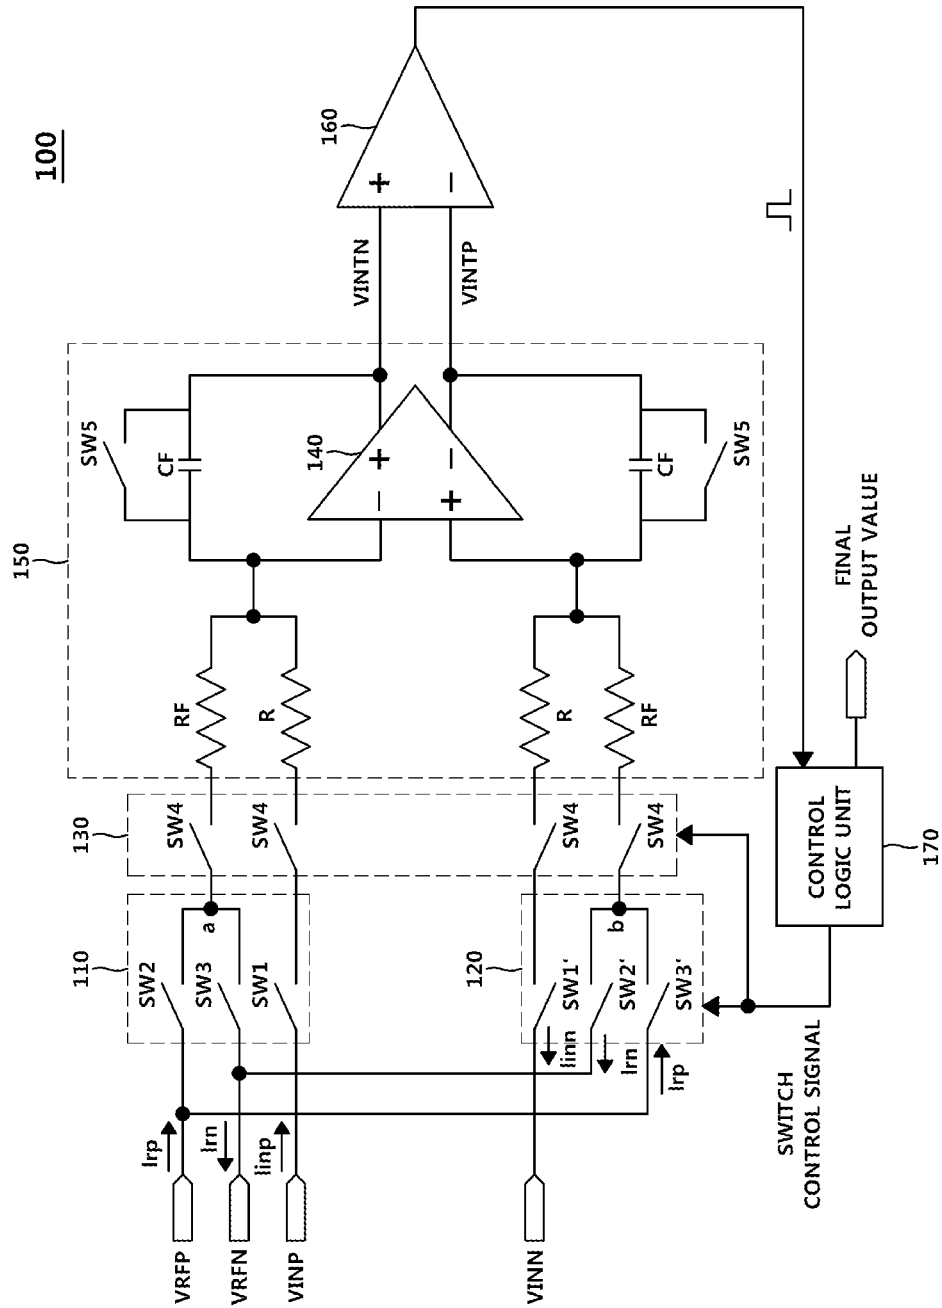 100
150
SW5
CF
160
140
+
−
−
+
+
−
VINTN
VINTP
CF
SW5
RF
R
R
RF
130
SW4
SW4
SW4
SW4
110
SW2
SW3
SW1
a
120
SW1'
SW2'
SW3'
b
Irp
Irn
Iinp
Iinn
Irn
Irp
VRFP
VRFN
VINP
VINN
SWITCH
CONTROL SIGNAL
CONTROL
LOGIC UNIT
170
FINAL
OUTPUT VALUE